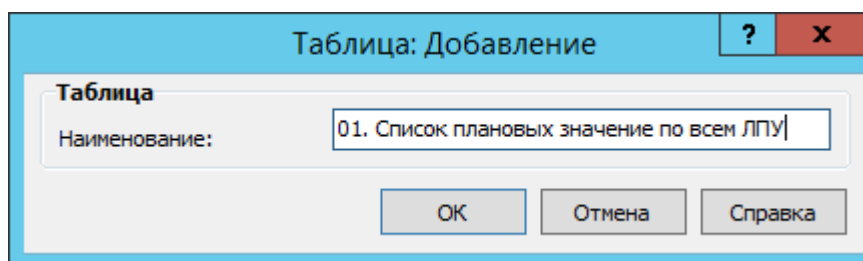 Таблица: Добавление
?
x
Таблица
Наименование: 01. Список плановых значение по всем ЛПУ
ОК
Отмена
Справка